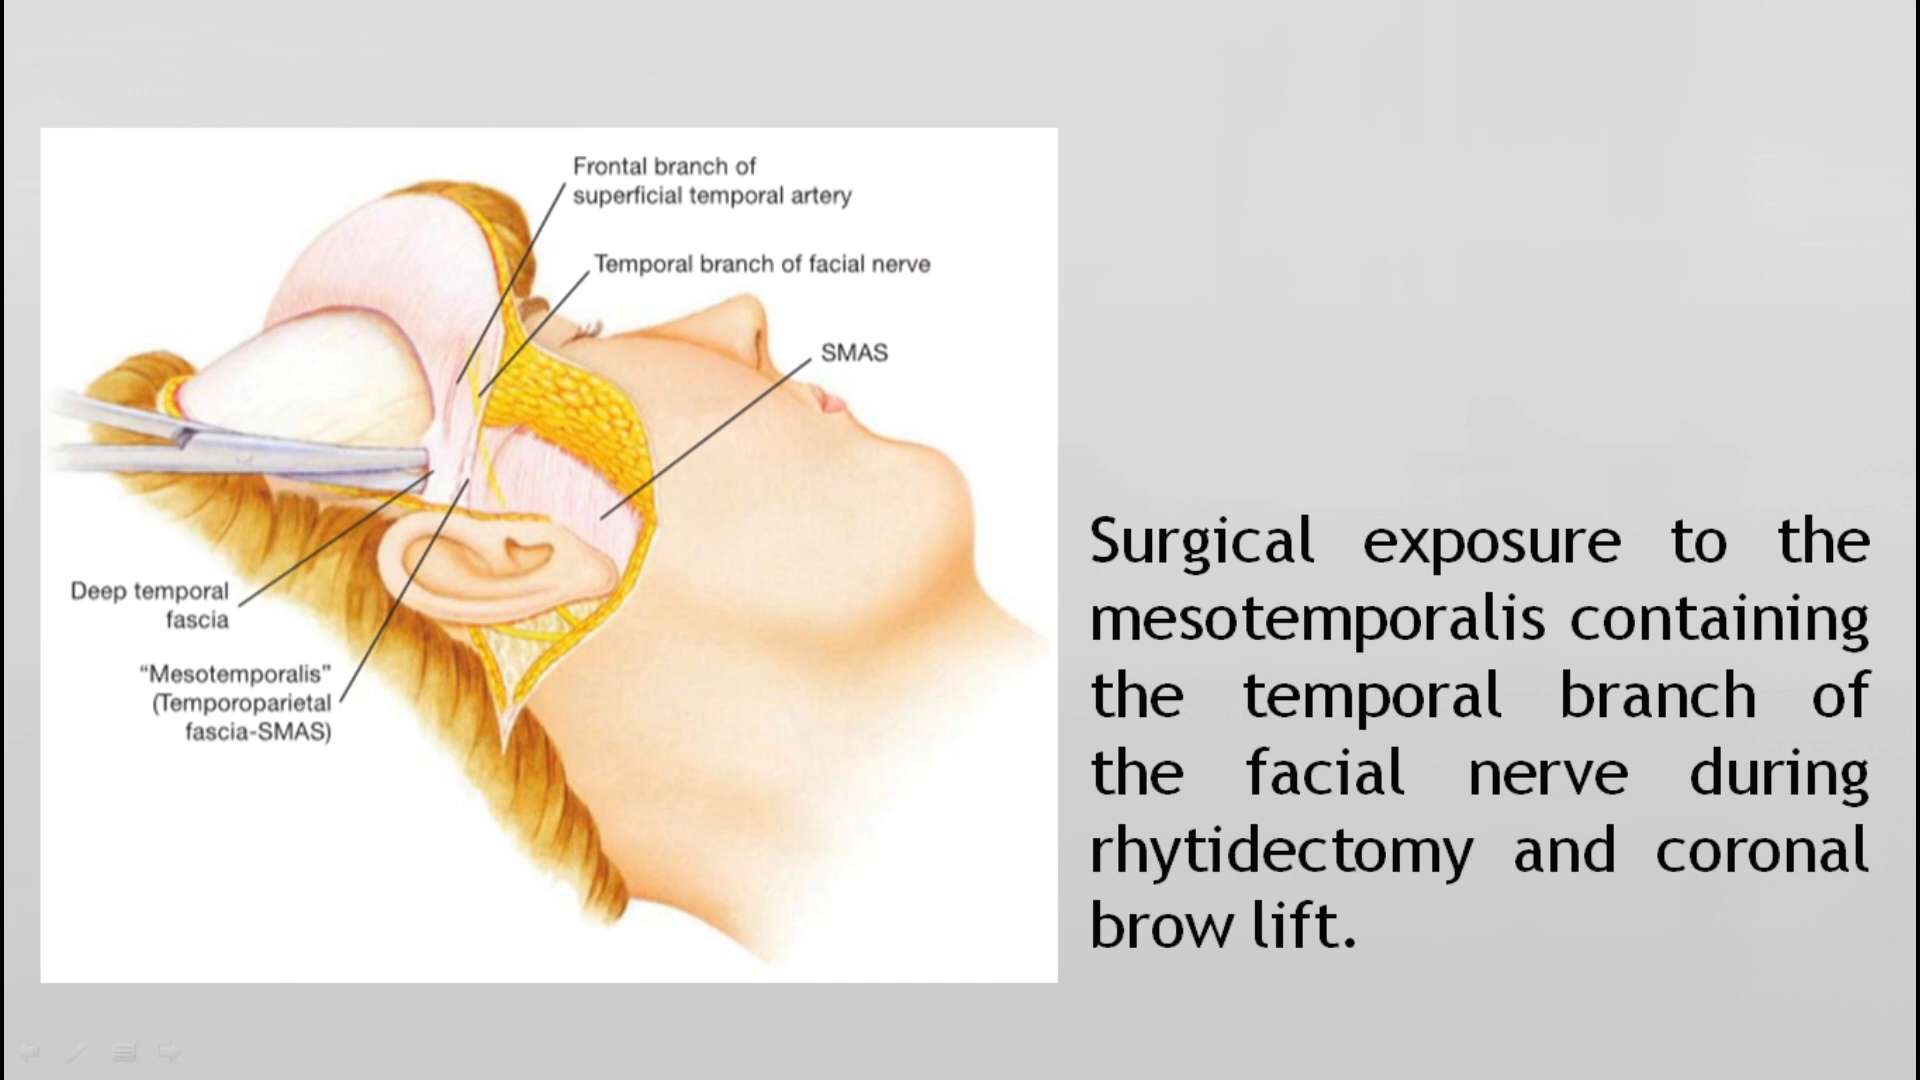 Frontal branch of
superficial temporal artery
Temporal branch of facial nerve
SMAS
Deep temporal
fascia
“Mesotemporalis”
(Temporoparietal
fascia-SMAS)
Surgical exposure to the
mesotemporalis containing
the temporal branch of
the facial nerve during
rhytidectomy and coronal
brow lift.